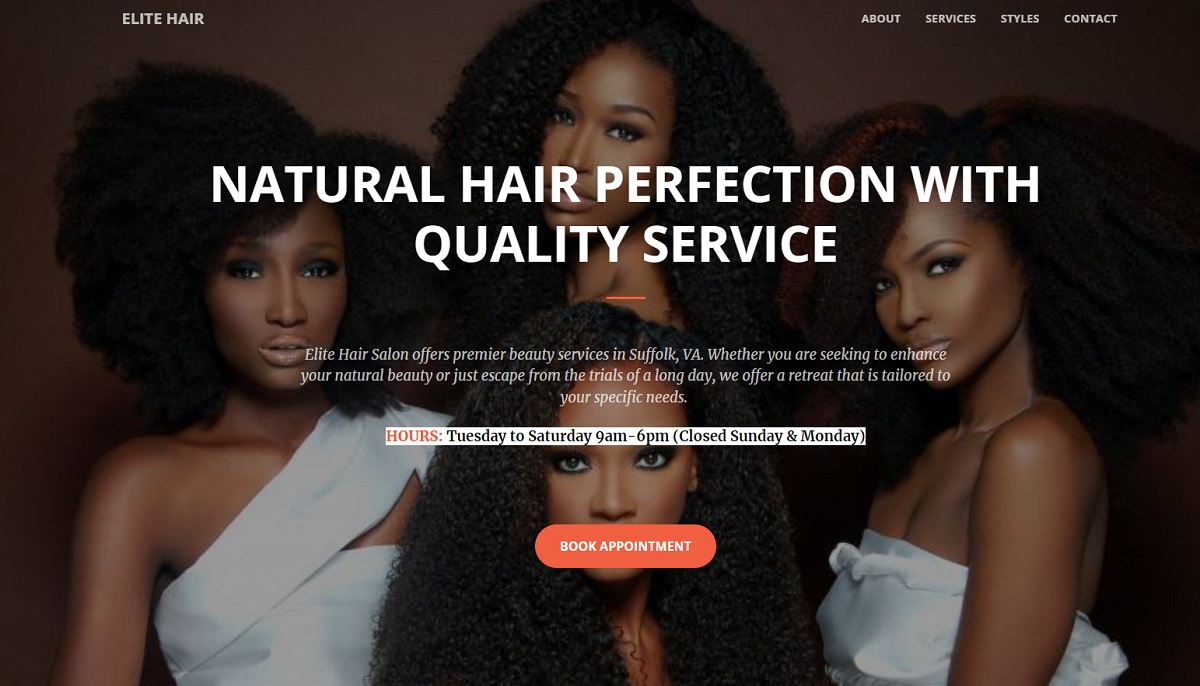 ELITE HAIR
ABOUT SERVICES STYLES CONTACT
NATURAL HAIR PERFECTION WITH
QUALITY SERVICE
Elite Hair Salon offers premier beauty services in Suffolk, VA. Whether you are seeking to enhance
your natural beauty or just escape from the trials of a long day, we offer a retreat that is tailored to
your specific needs.
HOURS: Tuesday to Saturday 9am-6pm (Closed Sunday & Monday)
BOOK APPOINTMENT